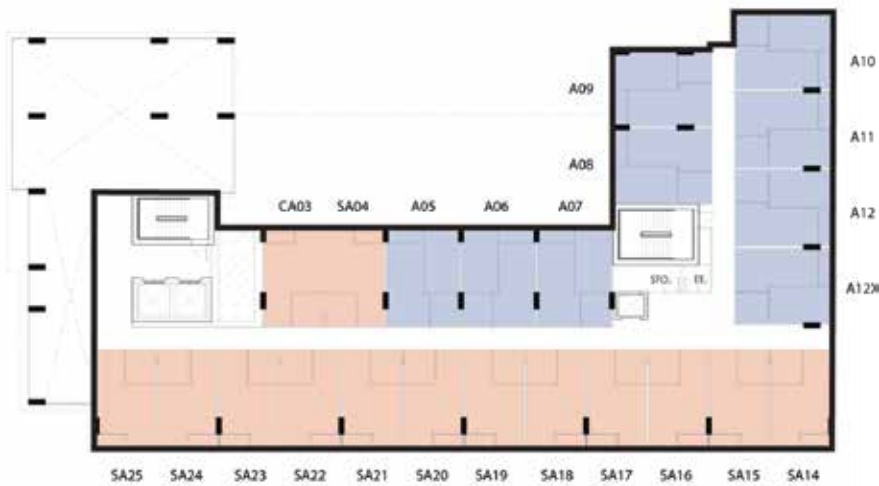 A10
A09
A11
A08
CA03 SA04 A05 A06 A07
A12
STO. EE.
A12X
SA25 SA24 SA23 SA22 SA21 SA20 SA19 SA18 SA17 SA16 SA15 SA14